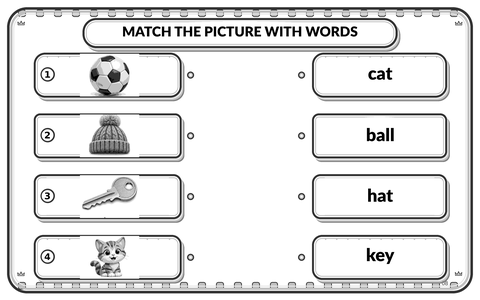 MATCH THE PICTURE WITH WORDS
1 cat
2 ball
3 hat
4 key